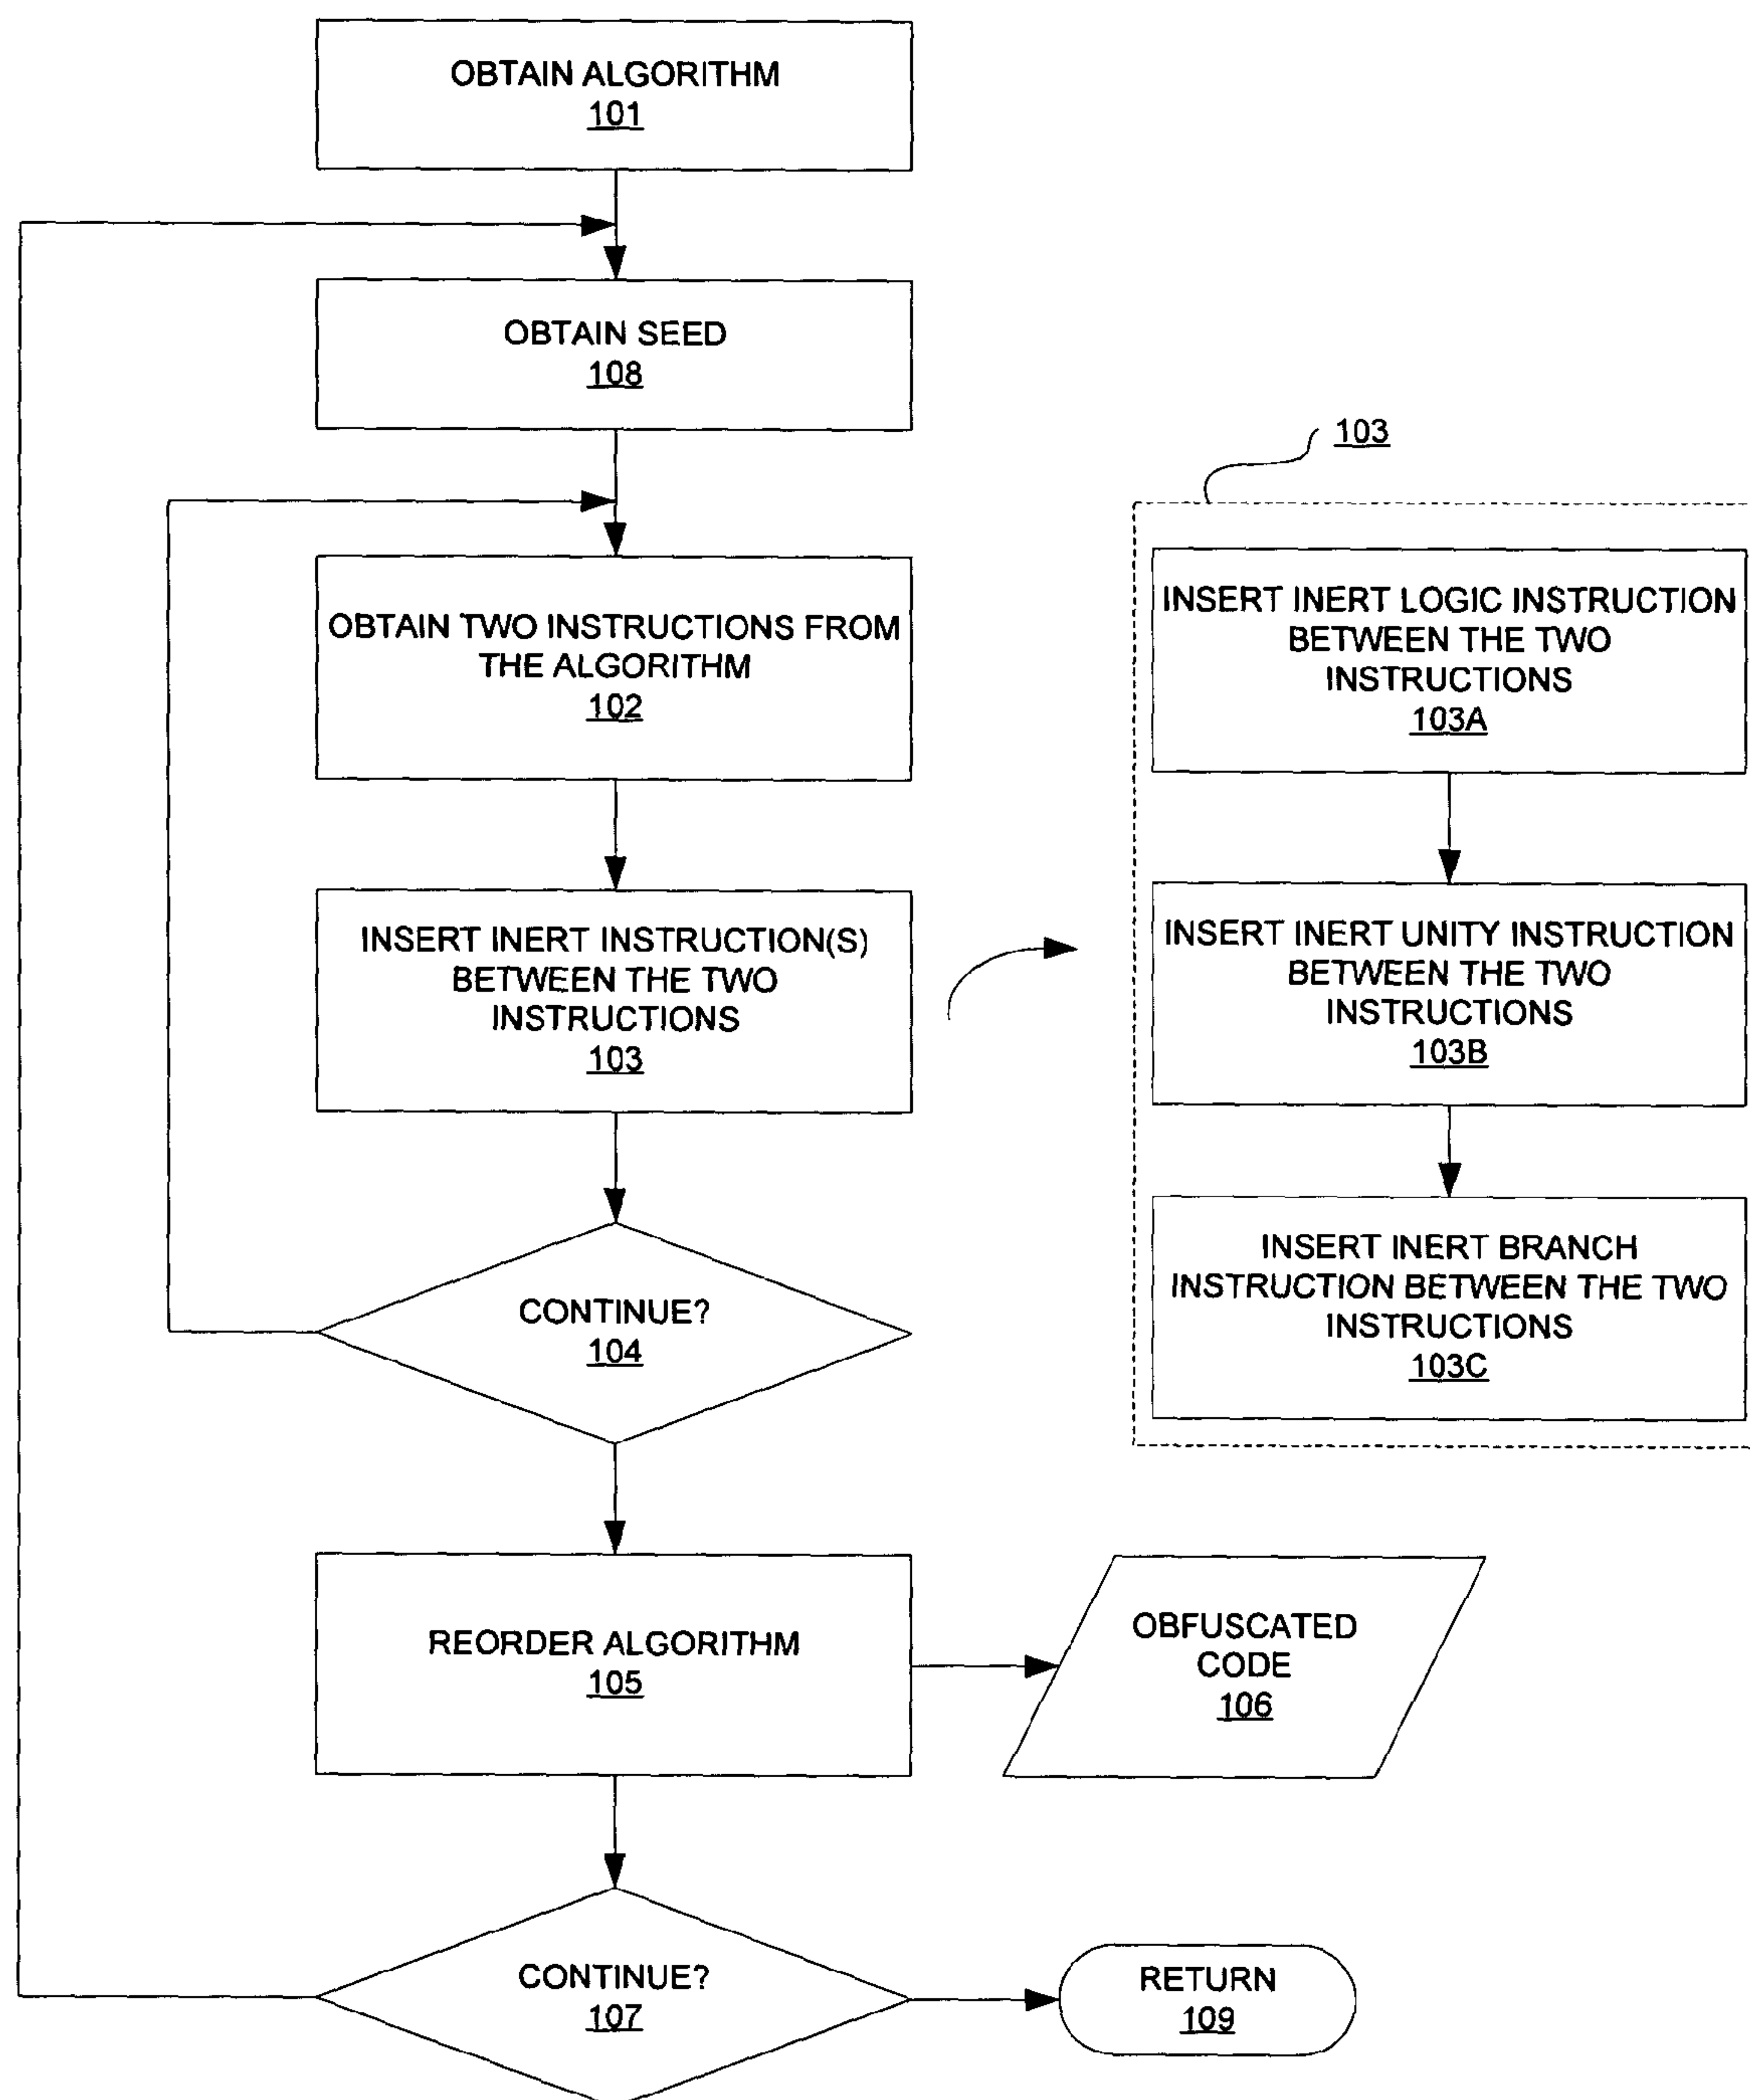 OBTAIN ALGORITHM
101
OBTAIN SEED
108
OBTAIN TWO INSTRUCTIONS FROM
THE ALGORITHM
102
INSERT INERT INSTRUCTION(S)
BETWEEN THE TWO
INSTRUCTIONS
103
CONTINUE?
104
REORDER ALGORITHM
105
OBFUSCATED
CODE
106
CONTINUE?
107
RETURN
109
103
INSERT INERT LOGIC INSTRUCTION
BETWEEN THE TWO
INSTRUCTIONS
103A
INSERT INERT UNITY INSTRUCTION
BETWEEN THE TWO
INSTRUCTIONS
103B
INSERT INERT BRANCH
INSTRUCTION BETWEEN THE TWO
INSTRUCTIONS
103C